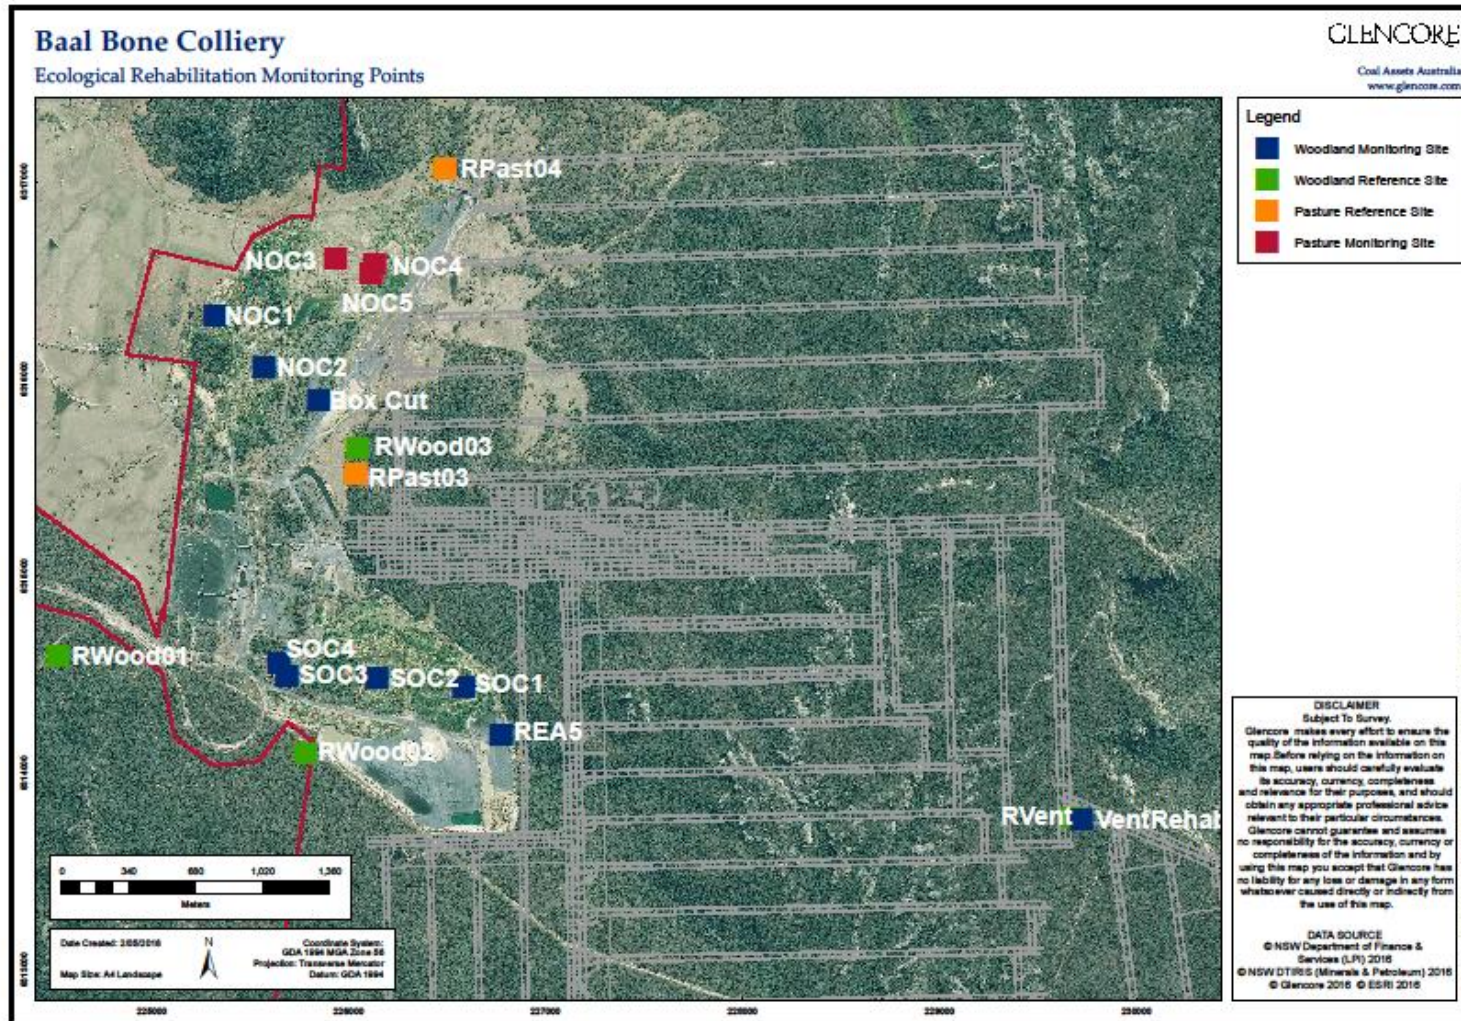 Baal Bone Colliery
Ecological Rehabilitation Monitoring Points
GLENCORE
Coal Assets Australia
www.glencore.com
Legend
Woodland Monitoring Site
Woodland Reference Site
Pasture Reference Site
Pasture Monitoring Site
RPast04
NOC3
NOC4
NOC5
NOC1
NOC2
Box Cut
RWood03
RPast03
RWood01
SOC4
SOC3
SOC2
SOC1
REA5
RWood02
RVent
VentRehab
6317000
6316000
6315000
6314000
6313000
0 340 680 1,020 1,360
Meters
Date Created: 2/05/2016
Map Size: A4 Landscape
N
Coordinate System:
GDA 1994 MGA Zone 56
Projection: Transverse Mercator
Datum: GDA 1994
225000 226000 227000 228000 229000 230000
DISCLAIMER
Subject To Survey.
Glencore makes every effort to ensure the
quality of the information available on this
map.Before relying on the information on
this map, users should carefully evaluate
its accuracy, currency, completeness
and relevance for their purposes, and should
obtain any appropriate professional advice
relevant to their particular circumstances.
Glencore cannot guarantee and assumes
no responsibility for the accuracy, currency or
completeness of the information and by
using this map you accept that Glencore has
no liability for any loss or damage in any form
whatsoever caused directly or indirectly from
the use of this map.
DATA SOURCE
© NSW Department of Finance &
Services (LPI) 2016
© NSW DTIRIS (Minerals & Petroleum) 2016
© Glencore 2016 © ESRI 2016